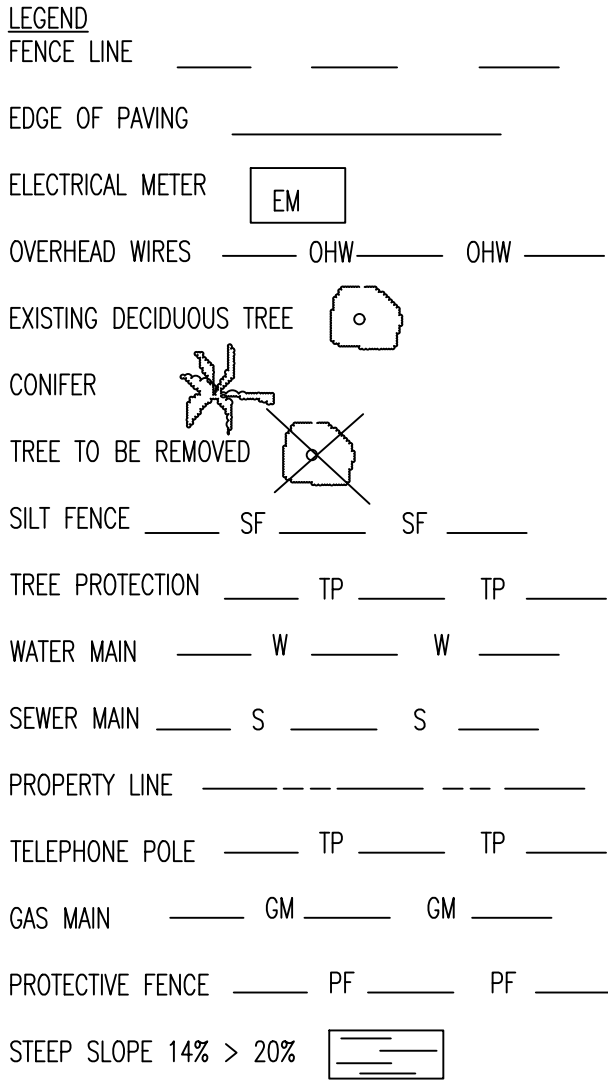 LEGEND
FENCE LINE
EDGE OF PAVING
ELECTRICAL METER EM
OVERHEAD WIRES OHW OHW
EXISTING DECIDUOUS TREE
CONIFER
TREE TO BE REMOVED
SILT FENCE SF SF
TREE PROTECTION TP TP
WATER MAIN W W
SEWER MAIN S S
PROPERTY LINE
TELEPHONE POLE TP TP
GAS MAIN GM GM
PROTECTIVE FENCE PF PF
STEEP SLOPE 14% > 20%